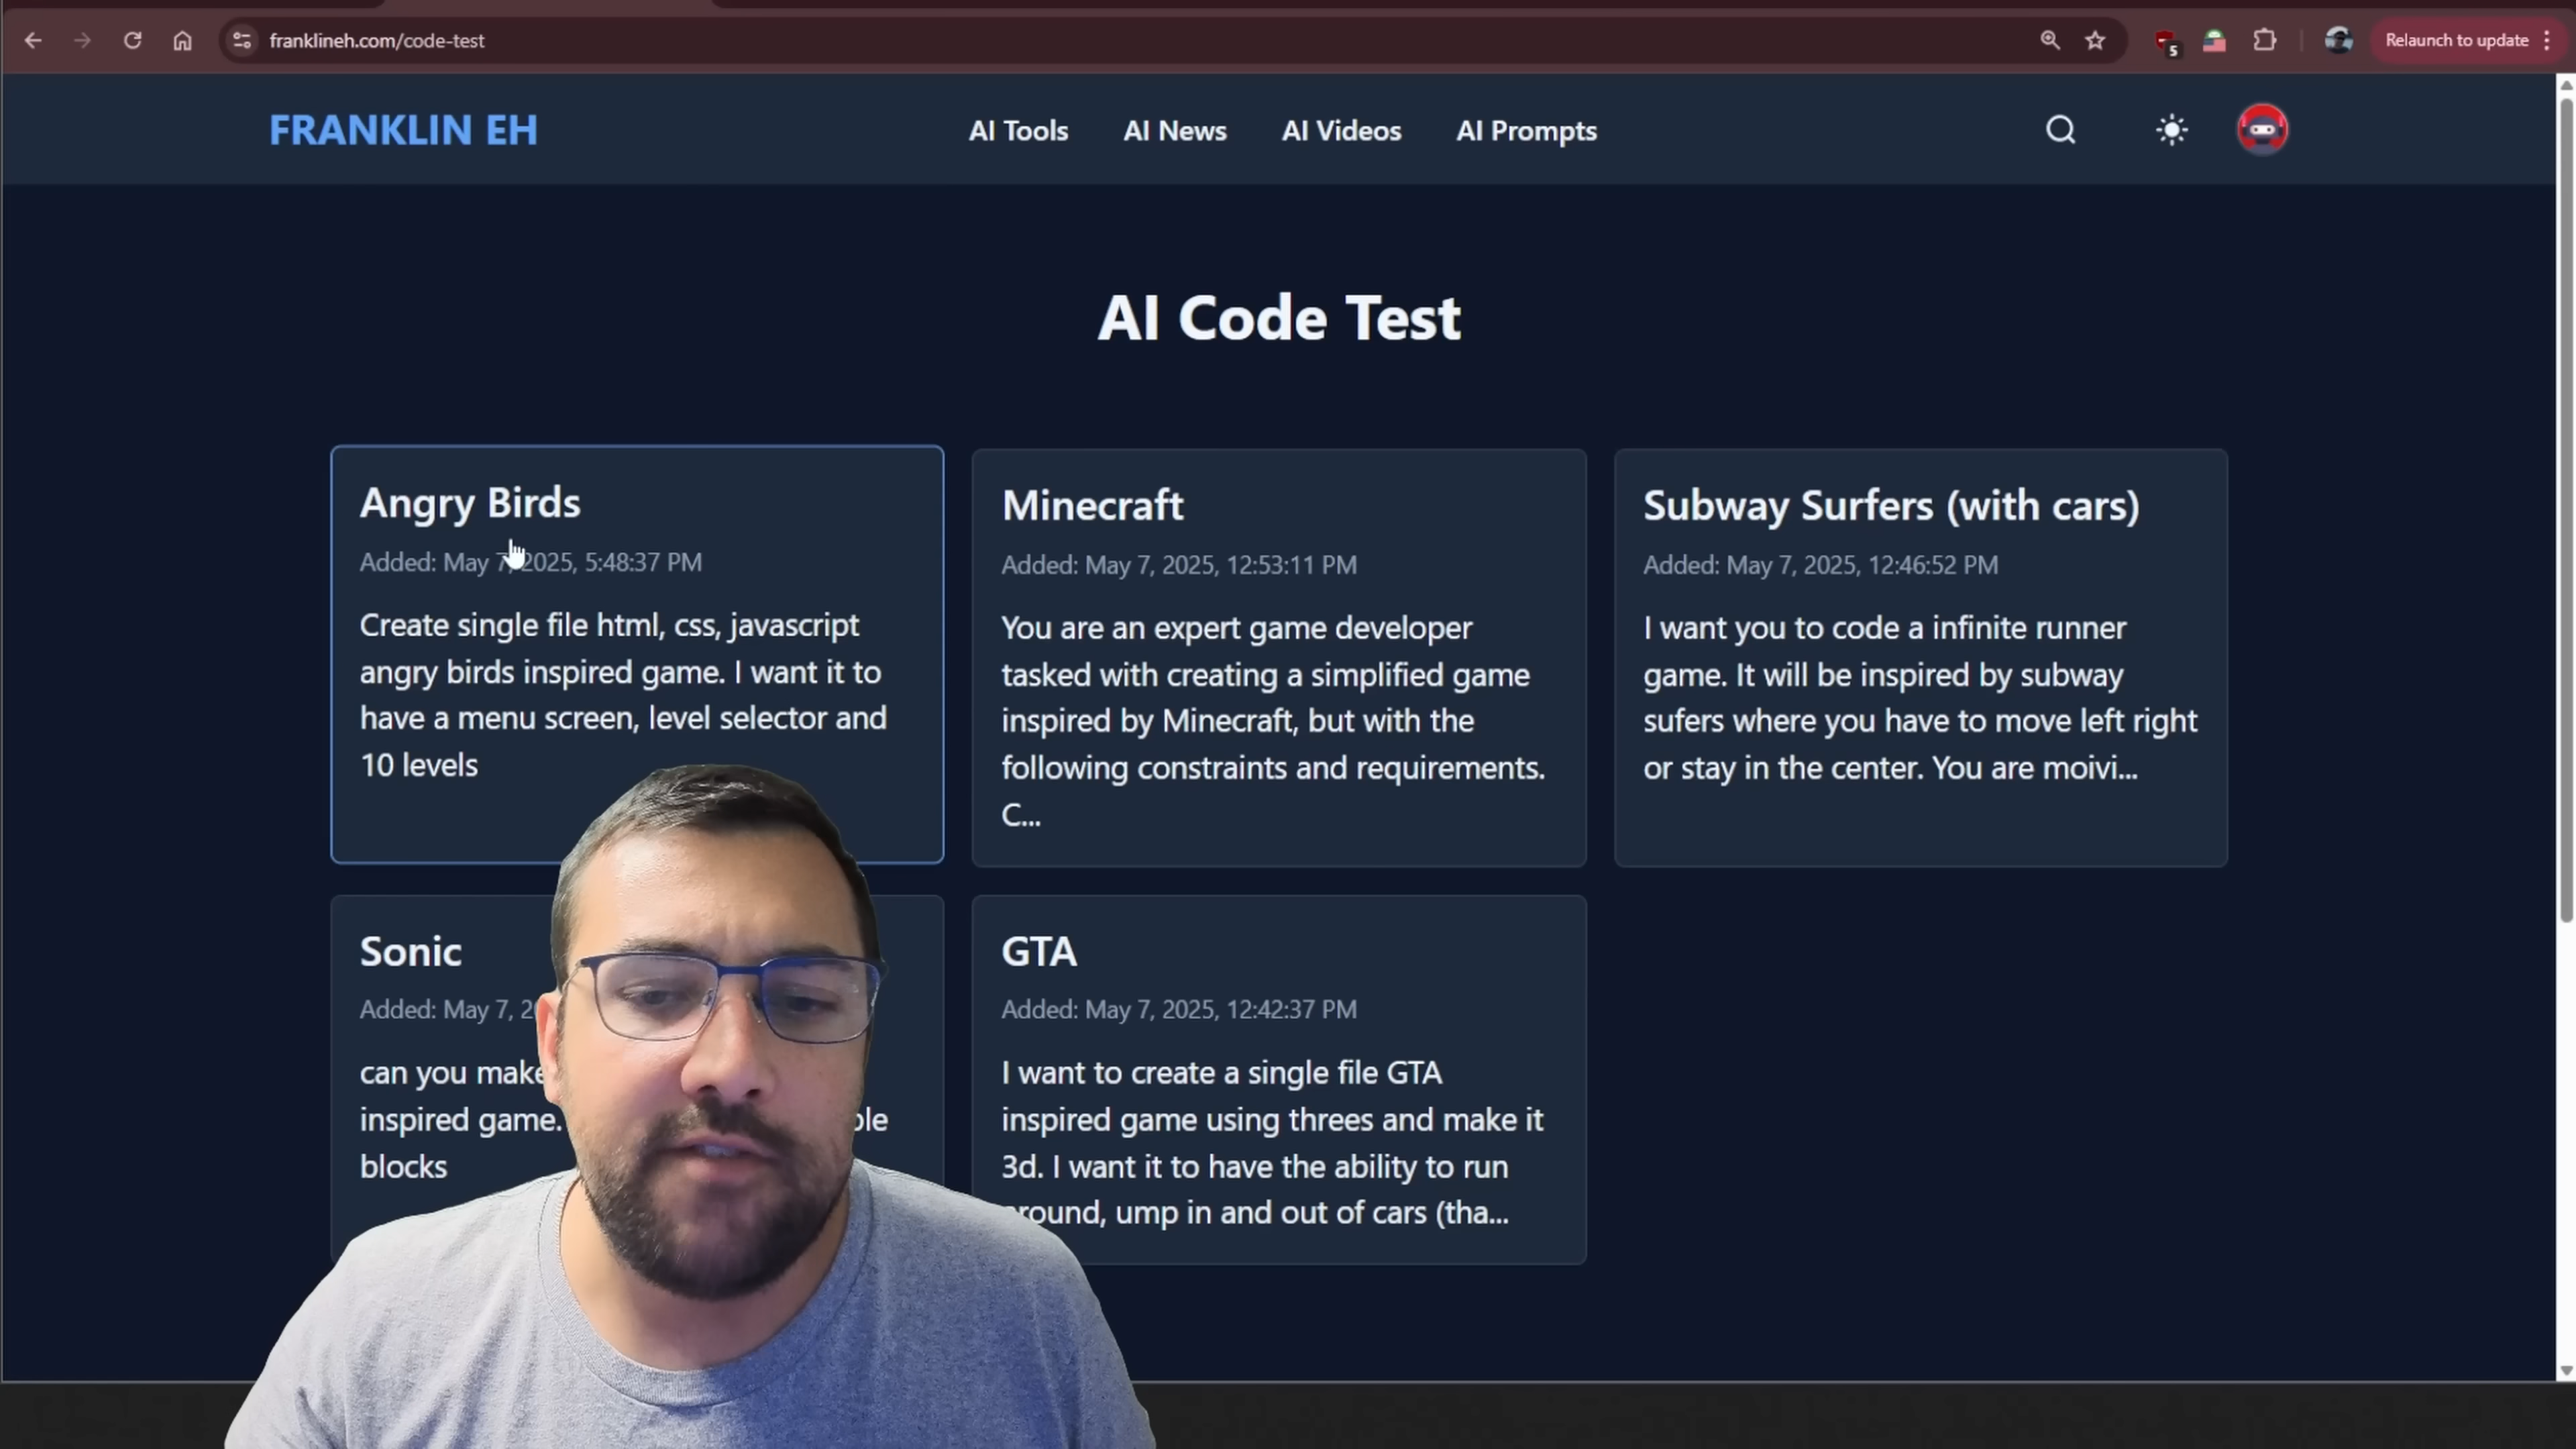 franklineh.com/code-test
5
Relaunch to update
FRANKLIN EH
AI Tools
AI News
AI Videos
AI Prompts
AI Code Test
Angry Birds
Added: May 7, 2025, 5:48:37 PM
Create single file html, css, javascript
angry birds inspired game. I want it to
have a menu screen, level selector and
10 levels
Minecraft
Added: May 7, 2025, 12:53:11 PM
You are an expert game developer
tasked with creating a simplified game
inspired by Minecraft, but with the
following constraints and requirements.
C...
Subway Surfers (with cars)
Added: May 7, 2025, 12:46:52 PM
I want you to code a infinite runner
game. It will be inspired by subway
sufers where you have to move left right
or stay in the center. You are moivi...
Sonic
Added: May 7,
can you make
inspired game.
blocks
GTA
Added: May 7, 2025, 12:42:37 PM
I want to create a single file GTA
inspired game using threes and make it
3d. I want it to have the ability to run
around, ump in and out of cars (tha...